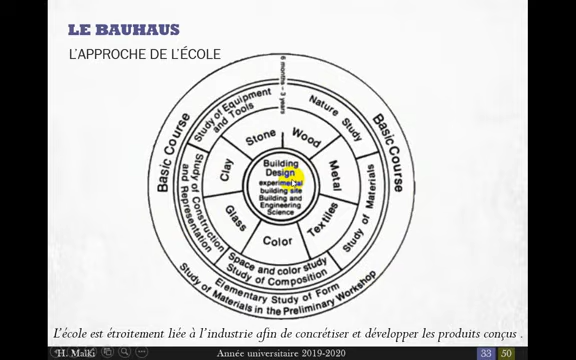 LE BAUHAUS
L'APPROCHE DE L'ÉCOLE
6 months - 3 years
Basic Course
Basic Course
Study of Equipment
and Tools
Nature Study
Study of Materials
Space and color study
Study of Composition
Study of Construction
and Representation
Elementary Study of Form
Study of Materials in the Preliminary Workshop
Stone
Wood
Metal
Textiles
Color
Glass
Clay
Building
Design
experimental
building site
Building and
Engineering
Science
L'école est étroitement liée à l'industrie afin de concrétiser et développer les produits conçus .
H. Malki
Année universitaire 2019-2020
33
50